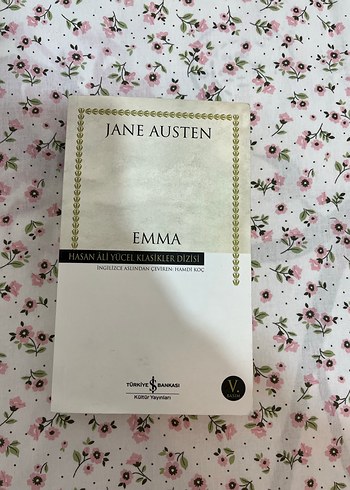 JANE AUSTEN
EMMA
HASAN ÂLİ YÜCEL KLASİKLER DİZİSİ
İNGİLİZCE ASLINDAN ÇEVİREN: HAMDİ KOÇ
TÜRKİYE İŞ BANKASI
Kültür Yayınları
V.
BASIM